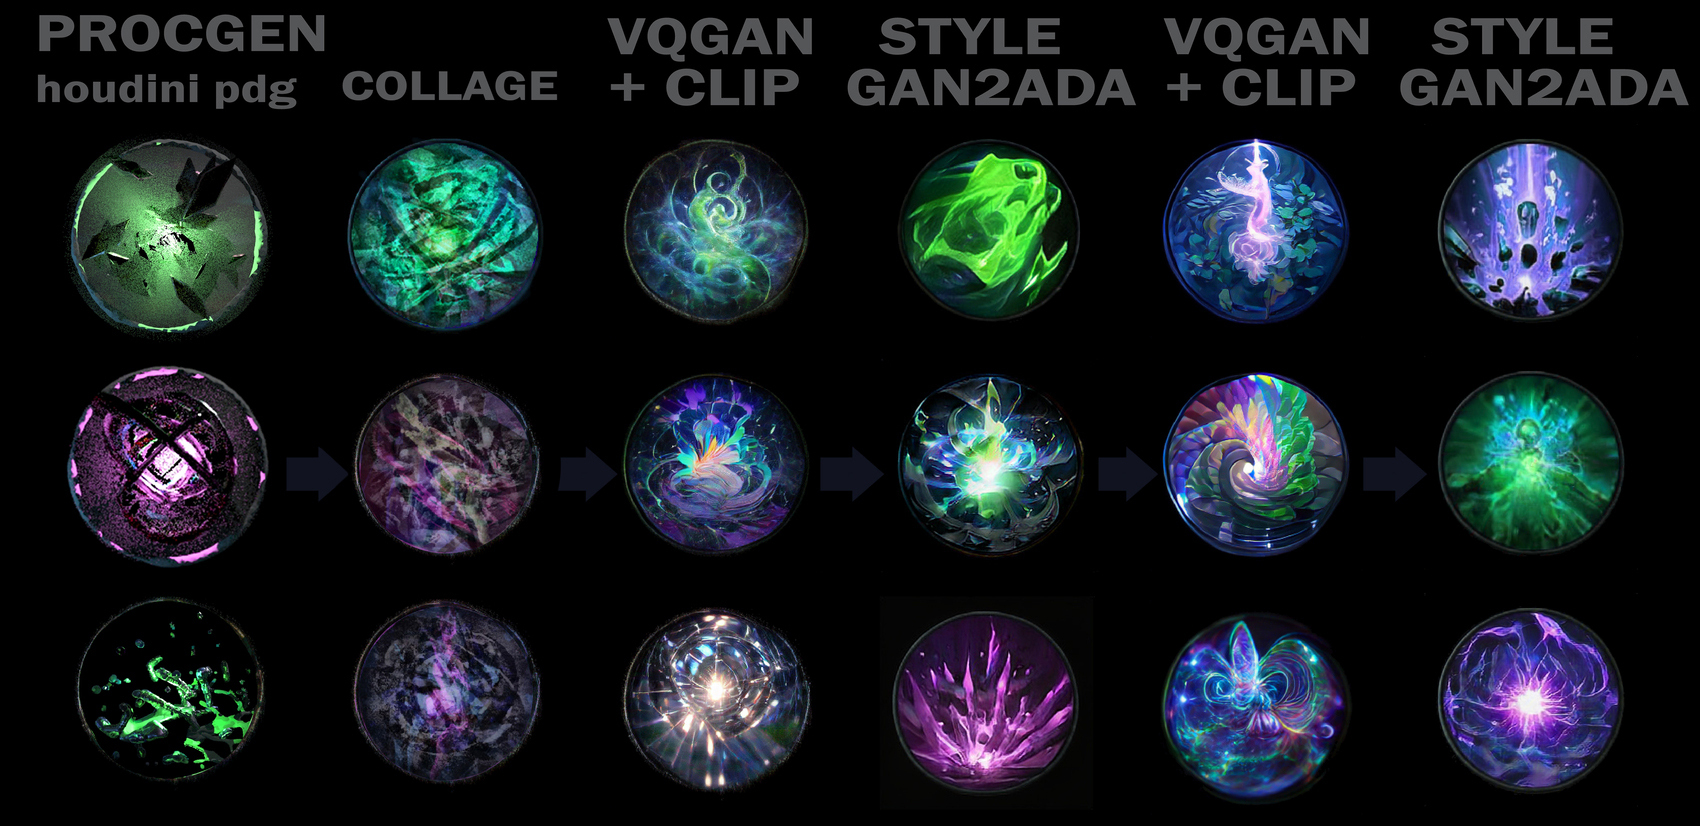 PROCGEN
houdini pdg
COLLAGE
VQGAN
+ CLIP
STYLE
GAN2ADA
VQGAN
+ CLIP
STYLE
GAN2ADA